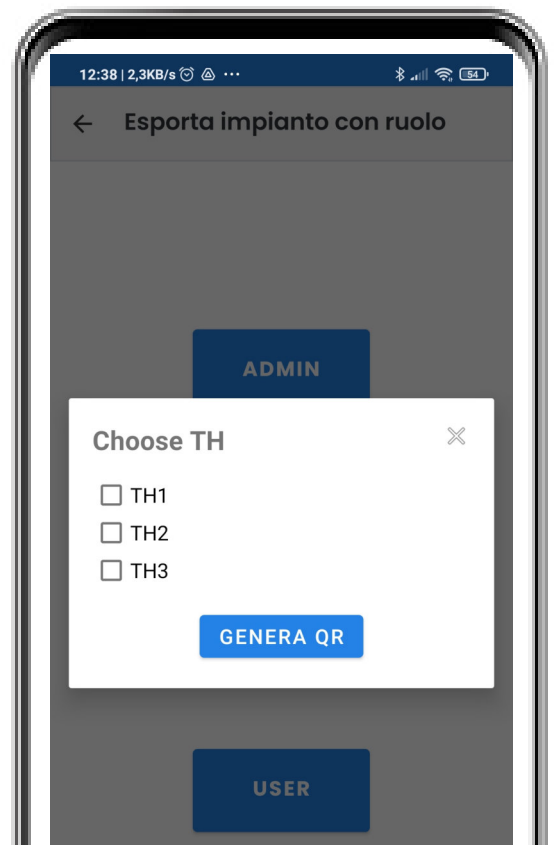 12:38 | 2,3KB/s ...
54
Esporta impianto con ruolo
ADMIN
Choose TH
TH1
TH2
TH3
GENERA QR
USER